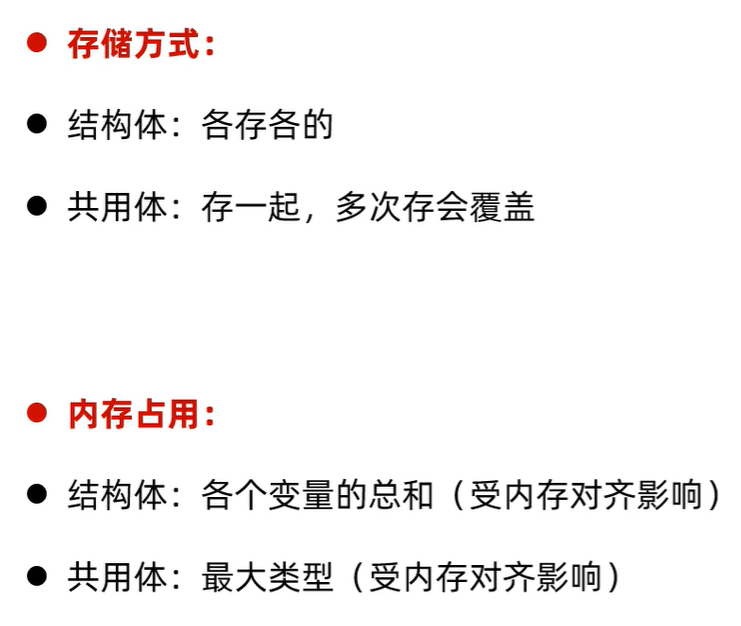 ● 存储方式：
● 结构体：各存各的
● 共用体：存一起，多次存会覆盖
● 内存占用：
● 结构体：各个变量的总和（受内存对齐影响）
● 共用体：最大类型（受内存对齐影响）